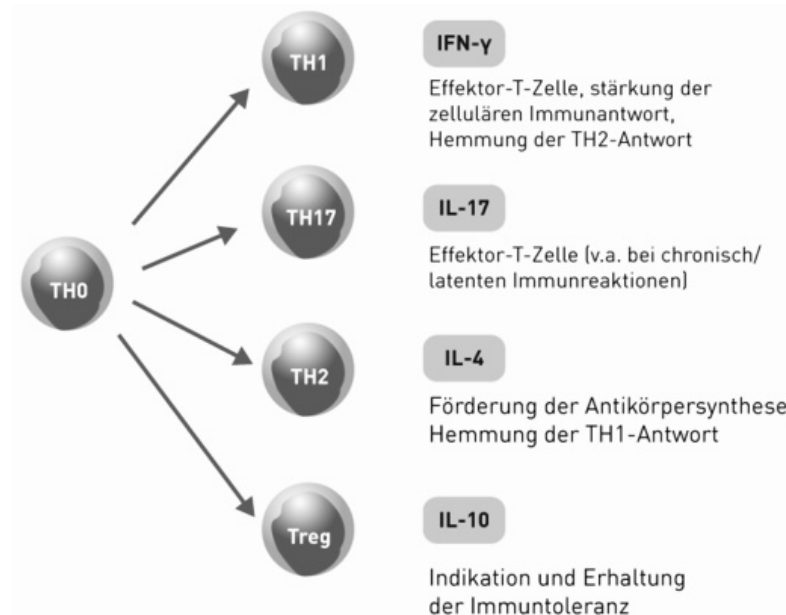 TH1
IFN-γ
Effektor-T-Zelle, stärkung der
zellulären Immunantwort,
Hemmung der TH2-Antwort
TH17
IL-17
Effektor-T-Zelle (v.a. bei chronisch/
latenten Immunreaktionen)
TH0
TH2
IL-4
Förderung der Antikörpersynthese
Hemmung der TH1-Antwort
Treg
IL-10
Indikation und Erhaltung
der Immuntoleranz